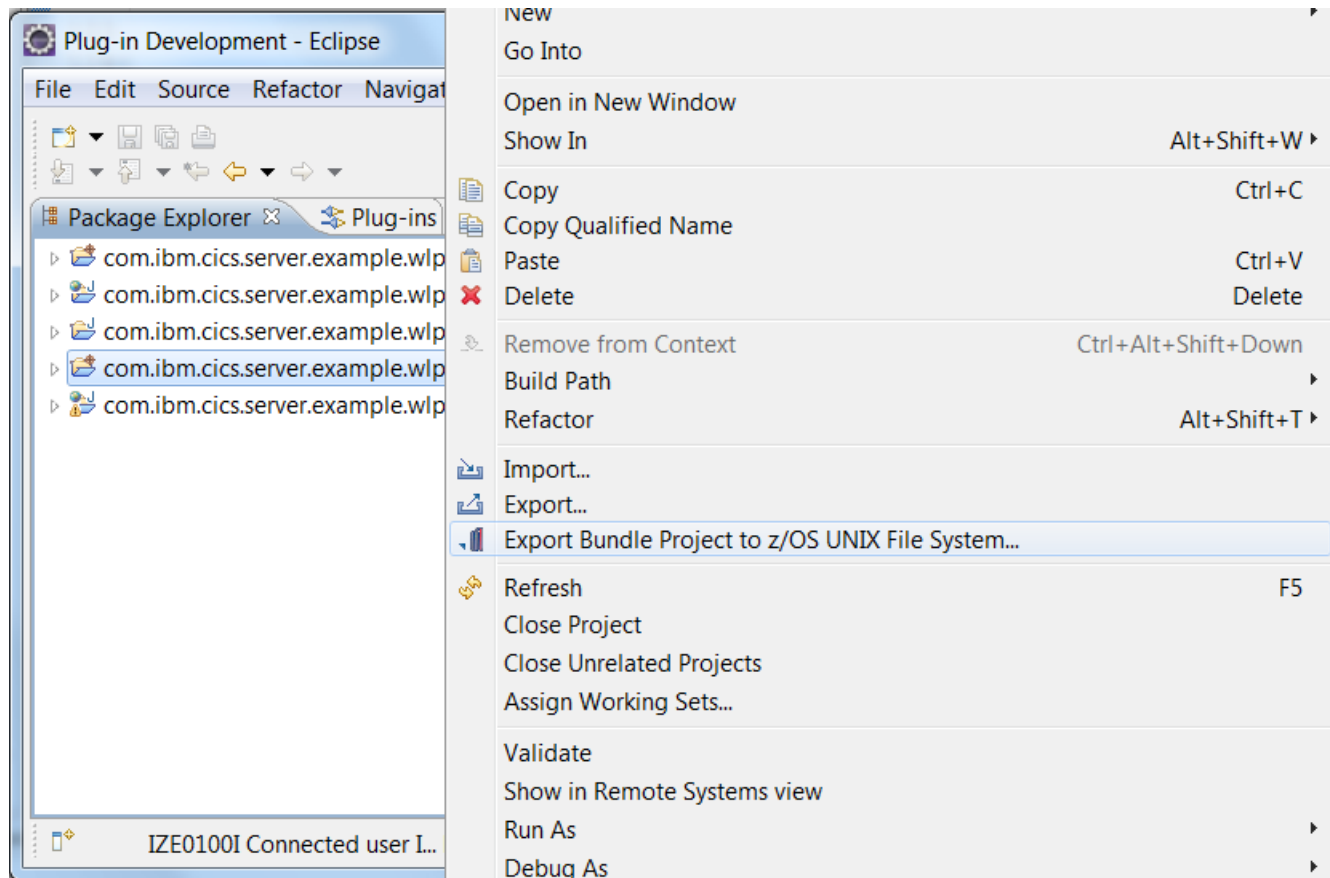 Plug-in Development - Eclipse
File Edit Source Refactor Navigat
Package Explorer Plug-ins
com.ibm.cics.server.example.wlp
com.ibm.cics.server.example.wlp
com.ibm.cics.server.example.wlp
com.ibm.cics.server.example.wlp
com.ibm.cics.server.example.wlp
IZE0100I Connected user I...
New
Go Into
Open in New Window
Show In Alt+Shift+W
Copy Ctrl+C
Copy Qualified Name
Paste Ctrl+V
Delete Delete
Remove from Context Ctrl+Alt+Shift+Down
Build Path
Refactor Alt+Shift+T
Import...
Export...
Export Bundle Project to z/OS UNIX File System...
Refresh F5
Close Project
Close Unrelated Projects
Assign Working Sets...
Validate
Show in Remote Systems view
Run As
Debug As